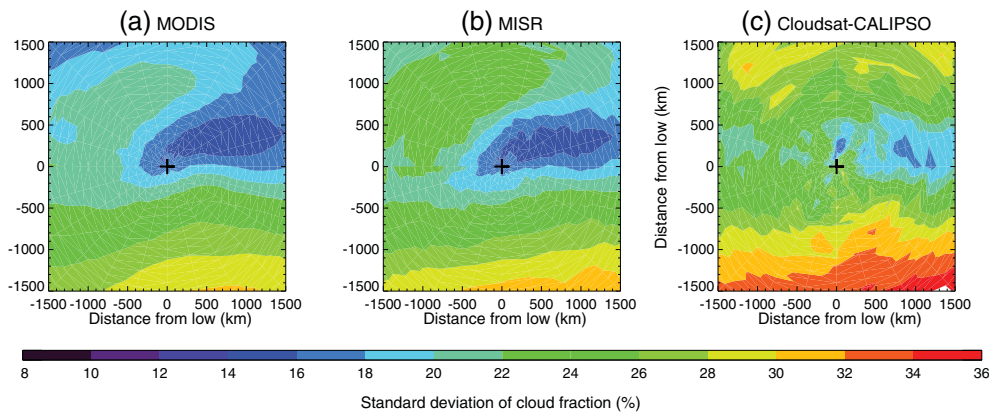 (a) MODIS (b) MISR (c) Cloudsat-CALIPSO
1500 1500 1500
1000 1000 1000
500 500 500
0 0 0
-500 -500 -500
-1000 -1000 -1000
-1500 -1500 -1500
Distance from low (km)
-1500 -1000 -500 0 500 1000 1500 -1500 -1000 -500 0 500 1000 1500 -1500 -1000 -500 0 500 1000 1500
Distance from low (km) Distance from low (km) Distance from low (km)
8 10 12 14 16 18 20 22 24 26 28 30 32 34 36
Standard deviation of cloud fraction (%)